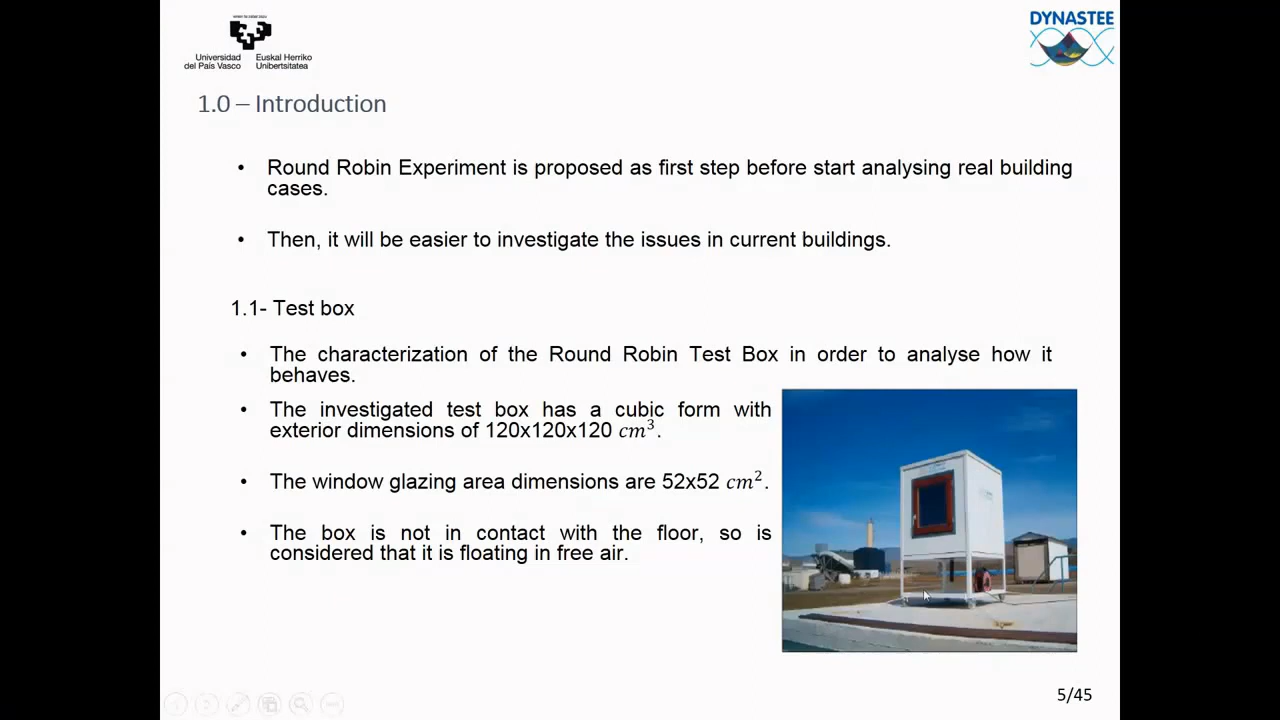 Universidad del País Vasco
Euskal Herriko Unibertsitatea
DYNASTEE
1.0 – Introduction
• Round Robin Experiment is proposed as first step before start analysing real building
cases.
• Then, it will be easier to investigate the issues in current buildings.
1.1- Test box
• The characterization of the Round Robin Test Box in order to analyse how it
behaves.
• The investigated test box has a cubic form with
exterior dimensions of 120x120x120 cm³.
• The window glazing area dimensions are 52x52 cm².
• The box is not in contact with the floor, so is
considered that it is floating in free air.
5/45